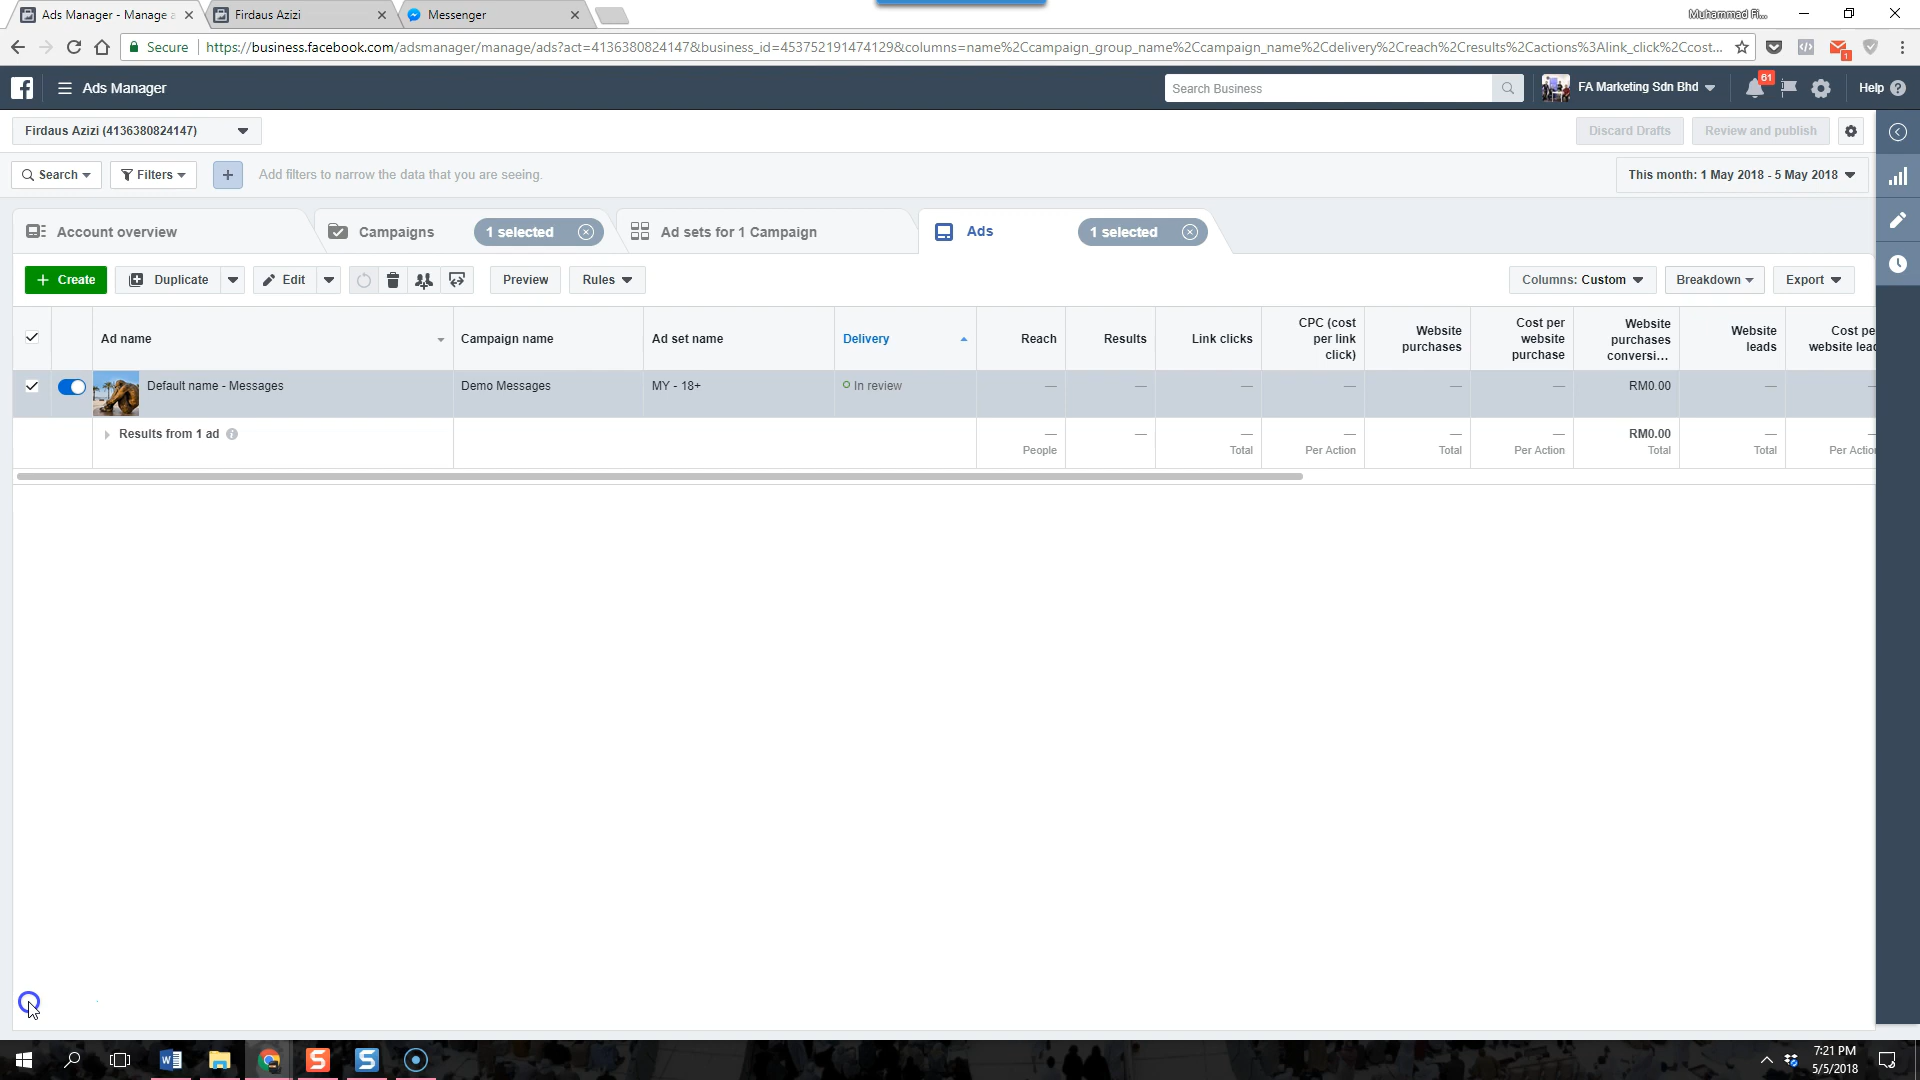 Ads Manager - Manage a
Firdaus Azizi
Messenger
Muhammad Fi...
Secure
https://business.facebook.com/adsmanager/manage/ads?act=4136380824147&business_id=453752191474129&columns=name%2Ccampaign_group_name%2Ccampaign_name%2Cdelivery%2Creach%2Cresults%2Cactions%3Alink_click%2Ccost...
1
Ads Manager
Search Business
FA Marketing Sdn Bhd
61
Help
Firdaus Azizi (4136380824147)
Discard Drafts
Review and publish
Search
Filters
Add filters to narrow the data that you are seeing.
This month: 1 May 2018 - 5 May 2018
Account overview
Campaigns
1 selected
Ad sets for 1 Campaign
Ads
1 selected
+ Create
Duplicate
Edit
Preview
Rules
Columns: Custom
Breakdown
Export
Ad name
Campaign name
Ad set name
Delivery
Reach
Results
Link clicks
CPC (cost
per link
click)
Website
purchases
Cost per
website
purchase
Website
purchases
conversi...
Website
leads
Cost pe
website lea
Default name - Messages
Demo Messages
MY - 18+
In review
—
—
—
—
—
—
RM0.00
—
—
Results from 1 ad
—
People
—
—
Total
—
Per Action
—
Total
—
Per Action
RM0.00
Total
—
Total
—
Per Actio
7:21 PM
5/5/2018